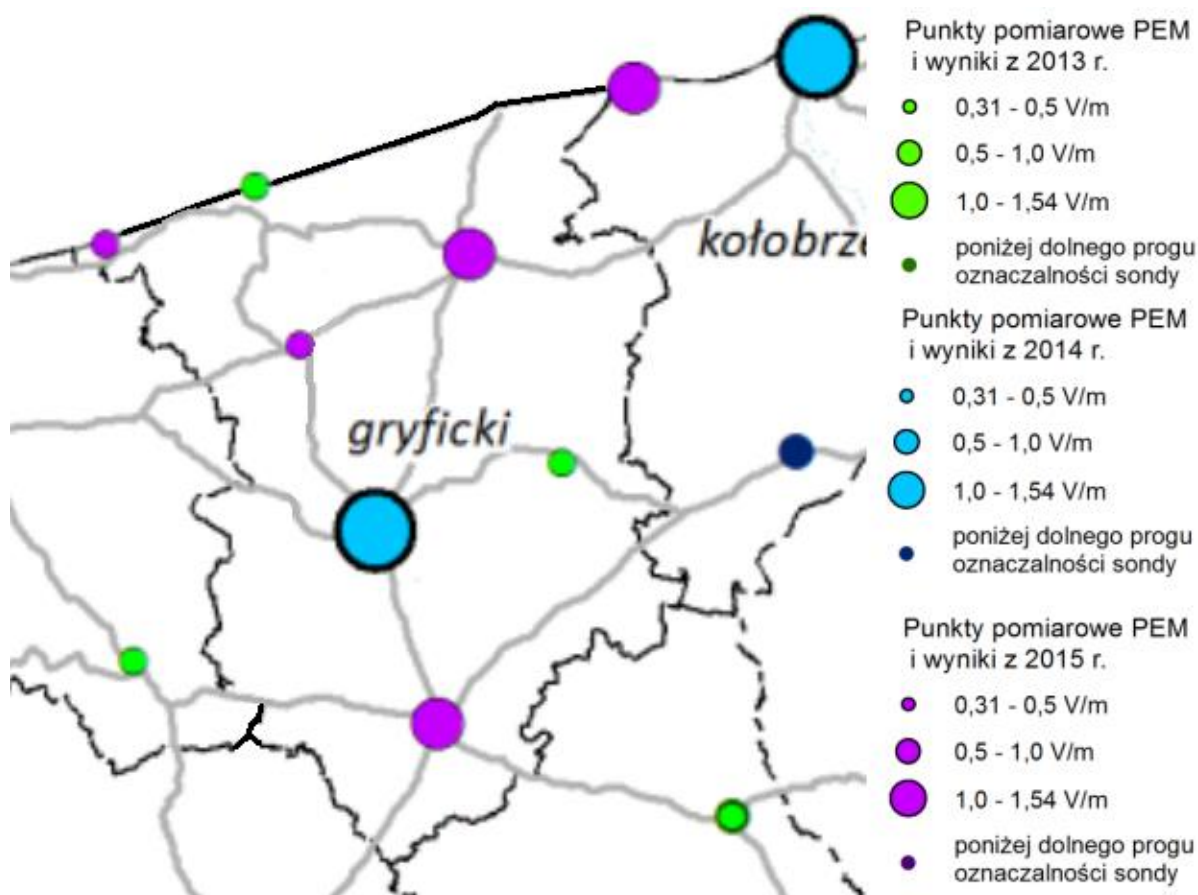 Punkty pomiarowe PEM
i wyniki z 2013 r.
0,31 - 0,5 V/m
0,5 - 1,0 V/m
1,0 - 1,54 V/m
poniżej dolnego progu
oznaczalności sondy
Punkty pomiarowe PEM
i wyniki z 2014 r.
0,31 - 0,5 V/m
0,5 - 1,0 V/m
1,0 - 1,54 V/m
poniżej dolnego progu
oznaczalności sondy
Punkty pomiarowe PEM
i wyniki z 2015 r.
0,31 - 0,5 V/m
0,5 - 1,0 V/m
1,0 - 1,54 V/m
poniżej dolnego progu
oznaczalności sondy
kołobrze
gryficki